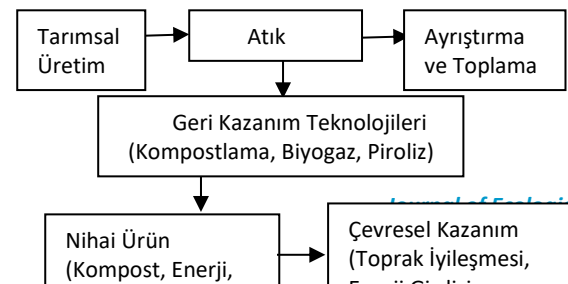 Tarımsal
Üretim
Atık
Ayrıştırma
ve Toplama
Geri Kazanım Teknolojileri
(Kompostlama, Biyogaz, Piroliz)
Nihai Ürün
(Kompost, Enerji,
Çevresel Kazanım
(Toprak İyileşmesi,